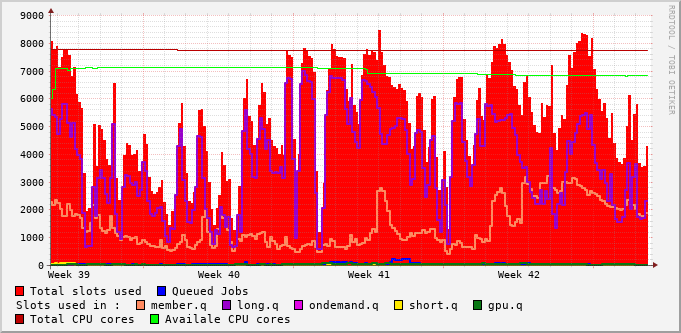 9000
8000
7000
6000
5000
4000
3000
2000
1000
0
Week 39 Week 40 Week 41 Week 42
RRDTOOL / TOBI OETIKER
Total slots used Queued Jobs
Slots used in : member.q long.q ondemand.q short.q gpu.q
Total CPU cores Availale CPU cores